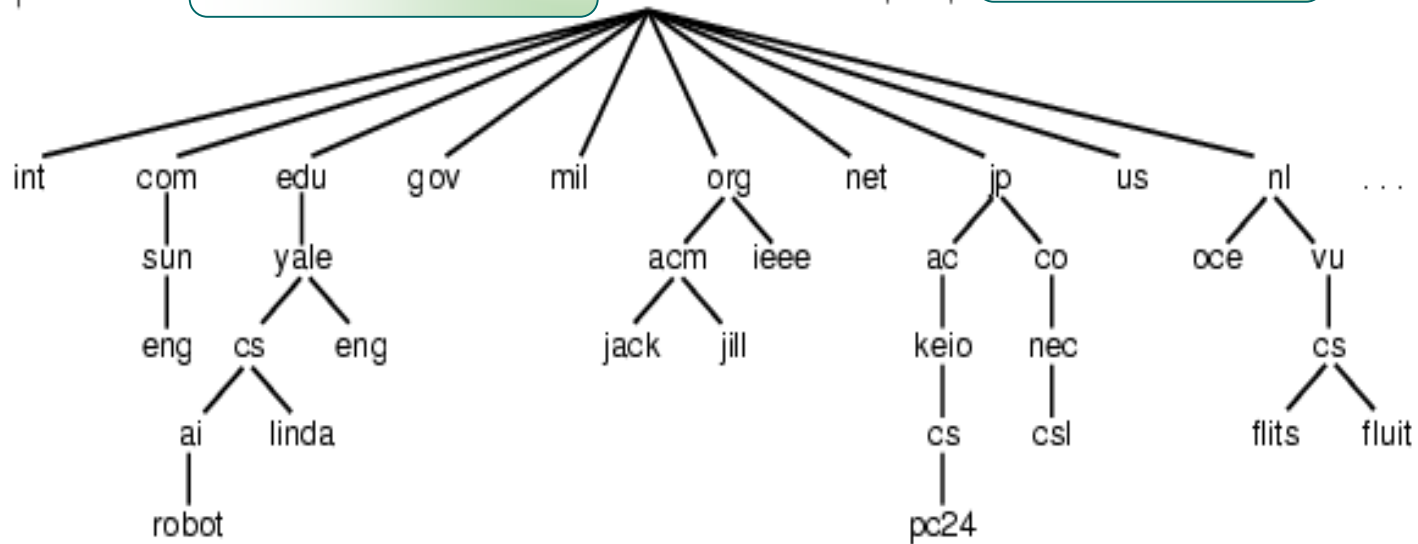 int com edu gov mil org net jp us nl ...
sun yale acm ieee ac co oce vu
eng cs eng jack jill keio nec cs
ai linda cs csl flits fluit
robot pc24